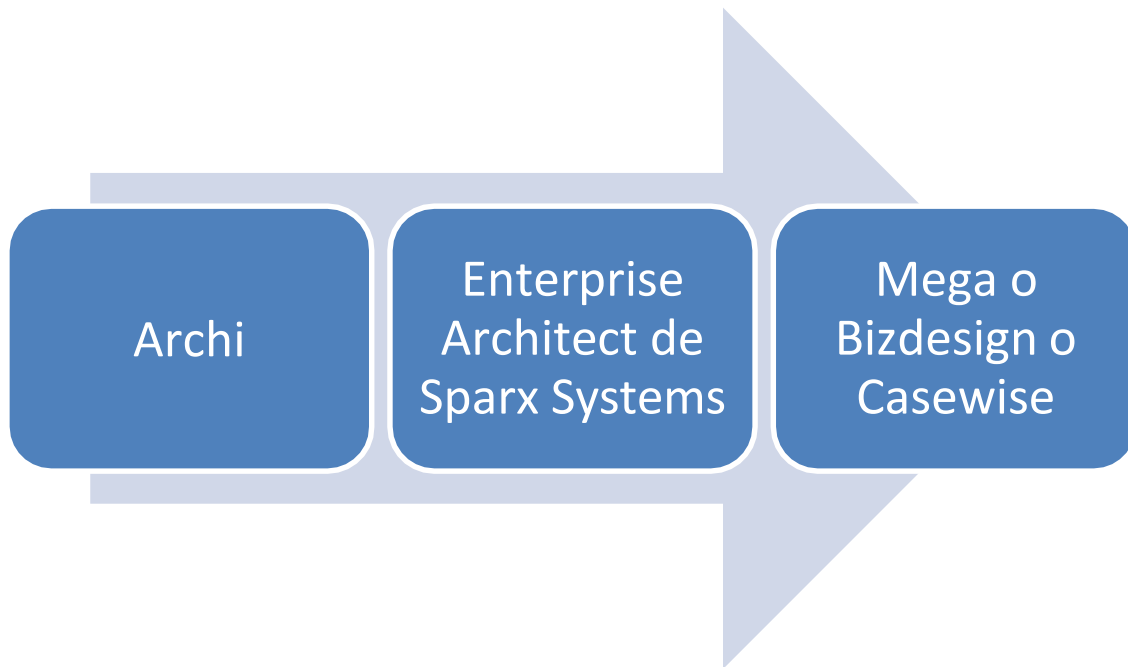 Archi
Enterprise
Architect de
Sparx Systems
Mega o
Bizdesign o
Casewise